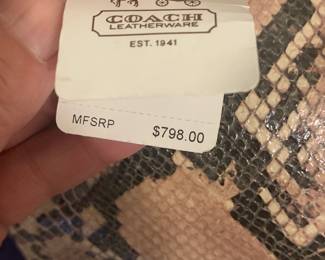 COACH
LEATHERWARE
EST. 1941
MFSRP $798.00